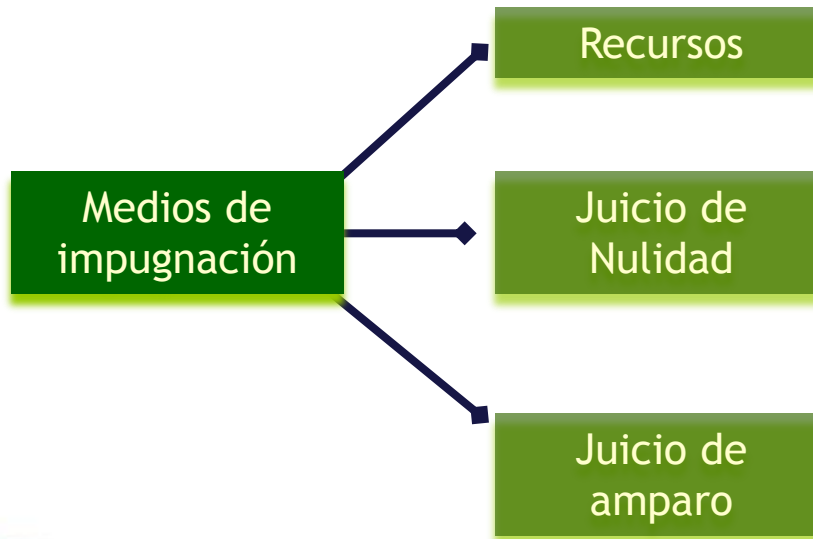 Recursos
Medios de
impugnación
Juicio de
Nulidad
Juicio de
amparo